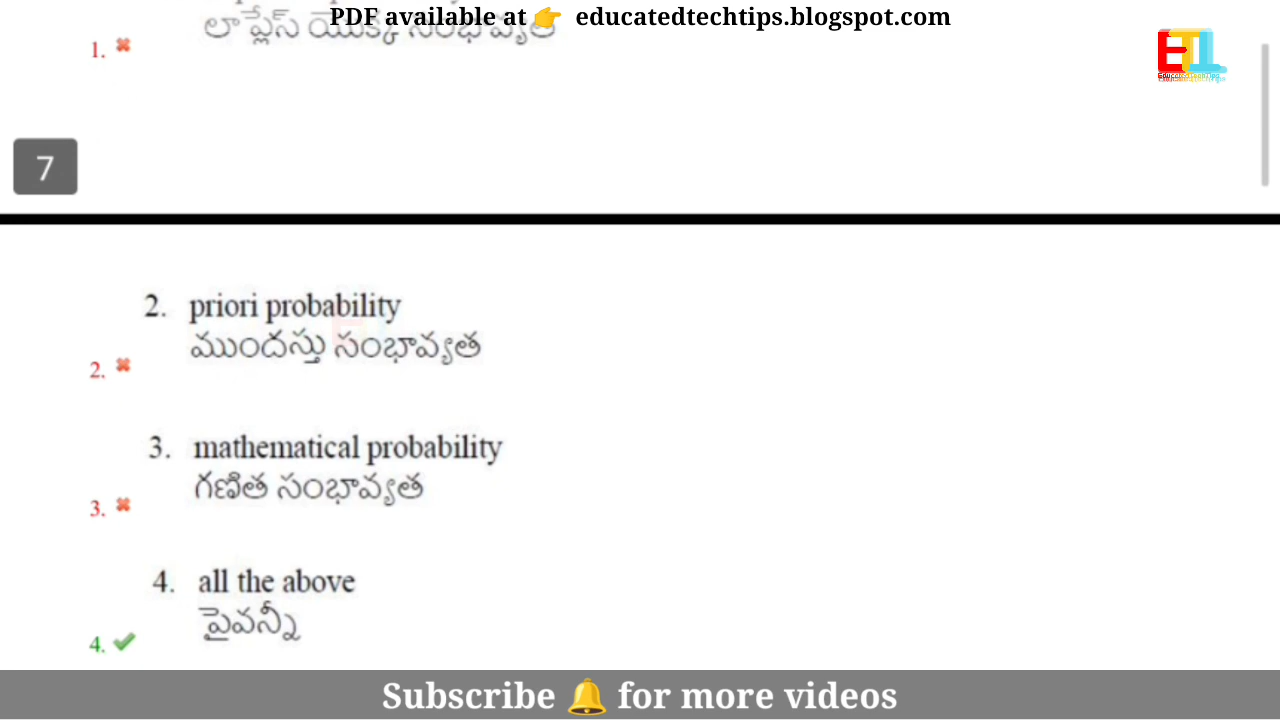 PDF available at 👉 educatedtechtips.blogspot.com
లాప్లేస్ యొక్క సంభావ్యత
1.
ETL
7
2. priori probability
ముందస్తు సంభావ్యత
2.
3. mathematical probability
గణిత సంభావ్యత
3.
4. all the above
పైవన్నీ
4.
Subscribe 🔔 for more videos